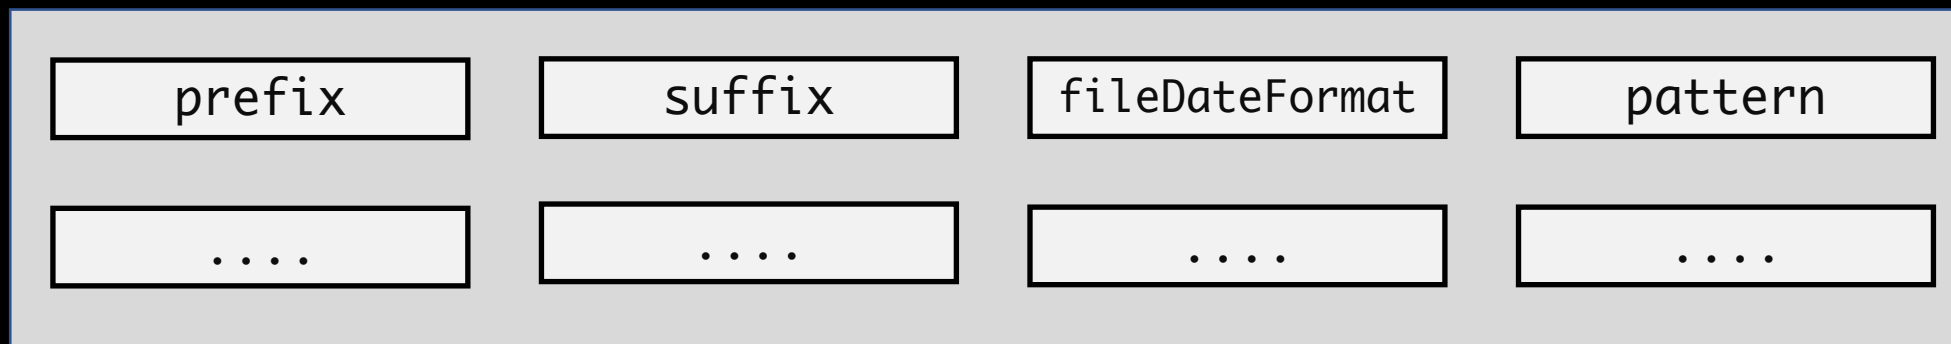 prefix suffix fileDateFormat pattern
.... .... .... ....